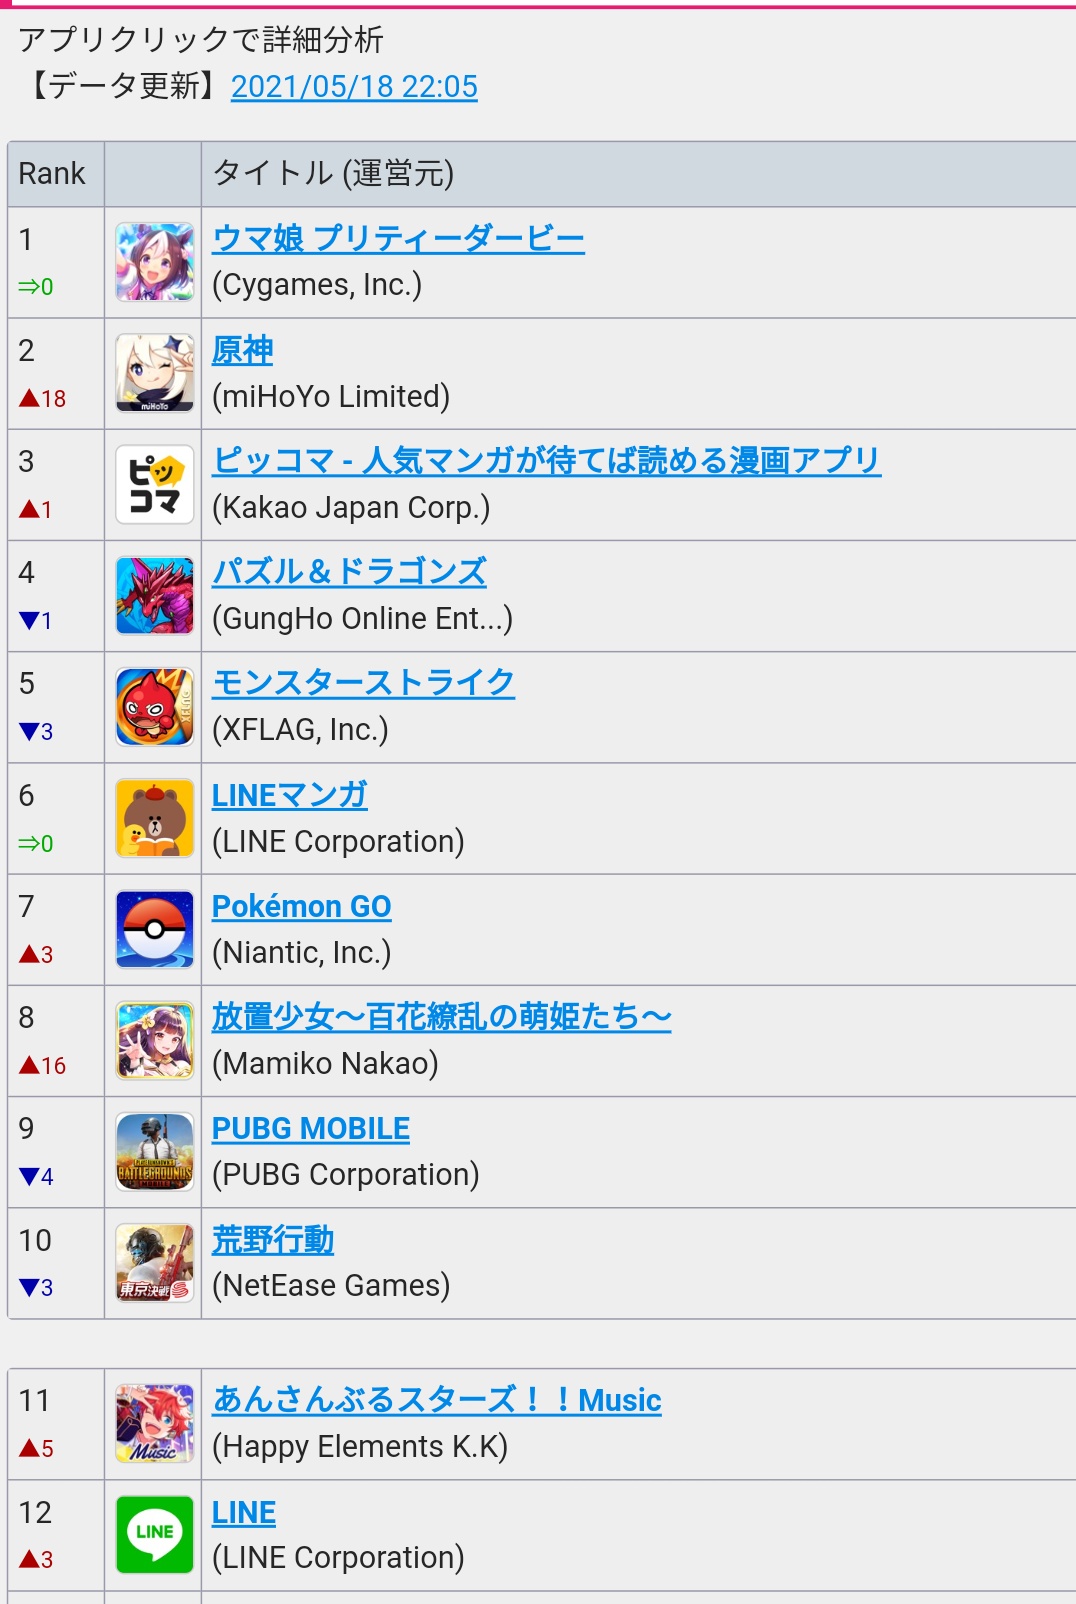 アプリクリックで詳細分析
【データ更新】2021/05/18 22:05
Rank タイトル (運営元)
1 ウマ娘 プリティーダービー
⇒0 (Cygames, Inc.)
2 原神
▲18 miHoYo (miHoYo Limited)
3 ピッコマ ピッコマ - 人気マンガが待てば読める漫画アプリ
▲1 (Kakao Japan Corp.)
4 パズル＆ドラゴンズ
▼1 (GungHo Online Ent...)
5 XFLAG モンスターストライク
▼3 (XFLAG, Inc.)
6 LINEマンガ
⇒0 (LINE Corporation)
7 Pokémon GO
▲3 (Niantic, Inc.)
8 放置少女〜百花繚乱の萌姫たち〜
▲16 (Mamiko Nakao)
9 PUBG MOBILE
BATTLEGROUNDS
▼4 (PUBG Corporation)
10 荒野行動
▼3 東京決戦 (NetEase Games)
11 あんさんぶるスターズ！！Music
▲5 Music (Happy Elements K.K)
12 LINE LINE
▲3 (LINE Corporation)